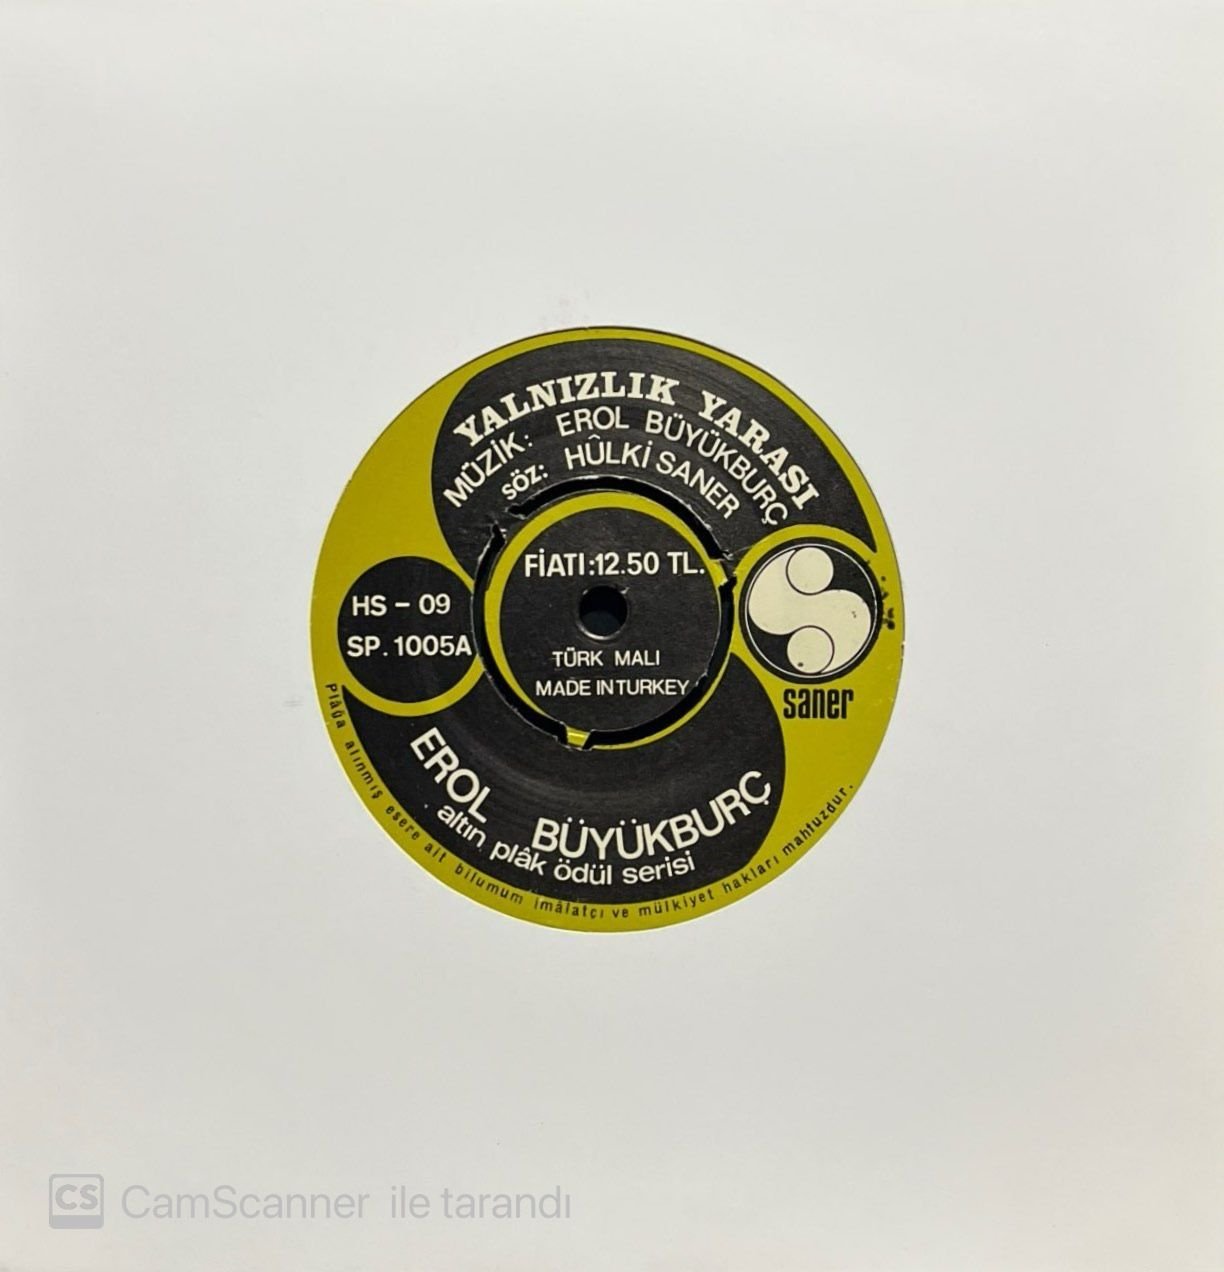 YALNIZLIK YARASI
MÜZİK: EROL BÜYÜKBURÇ
söz: HÛLKİ SANER
FİATI:12.50 TL.
HS - 09
SP. 1005A
TÜRK MALI
MADE IN TURKEY
saner
EROL BÜYÜKBURÇ
altın plâk ödül serisi
Plâğa alınmış esere ait bilumum imâlatçı ve mülkiyet hakları mahfuzdur.
CS CamScanner ile tarandı